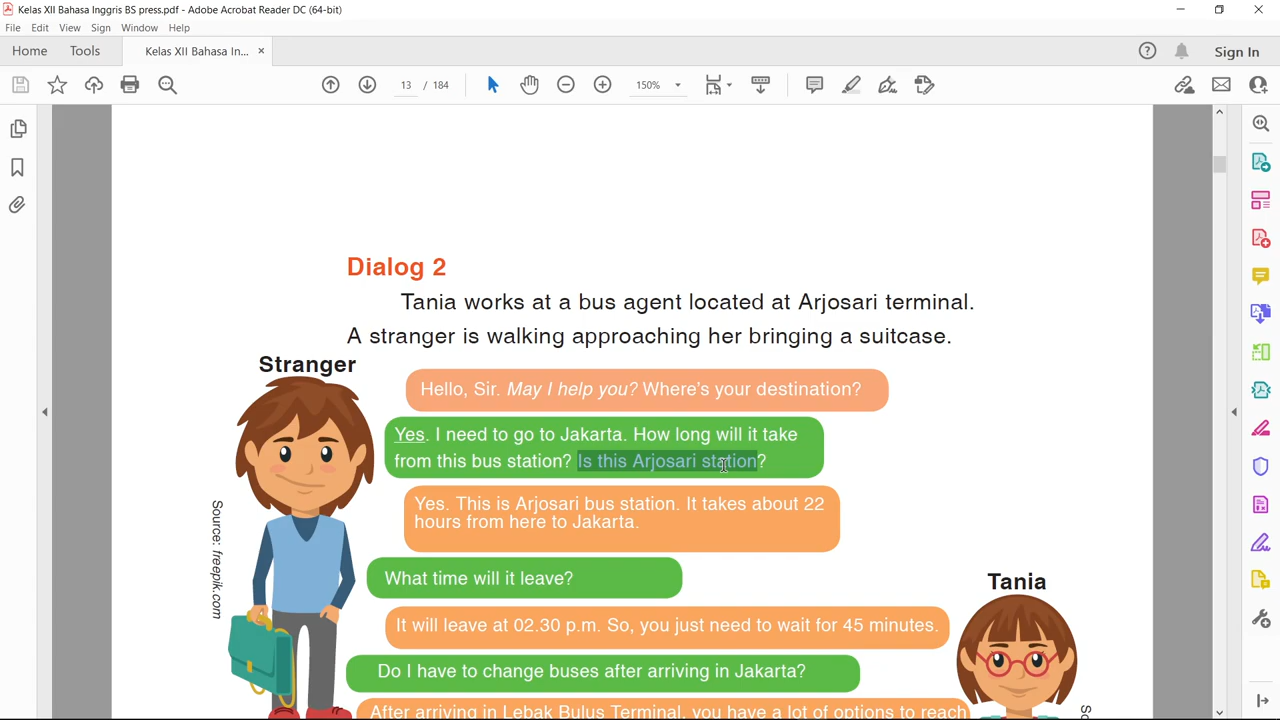 Kelas XII Bahasa Inggris BS press.pdf - Adobe Acrobat Reader DC (64-bit)
File Edit View Sign Window Help
Home Tools Kelas XII Bahasa In... × Sign In
13 / 184 150%
Dialog 2
Tania works at a bus agent located at Arjosari terminal.
A stranger is walking approaching her bringing a suitcase.
Stranger
Hello, Sir. May I help you? Where's your destination?
Yes. I need to go to Jakarta. How long will it take
from this bus station? Is this Arjosari station?
Yes. This is Arjosari bus station. It takes about 22
hours from here to Jakarta.
Source: freepik.com
What time will it leave?
Tania
It will leave at 02.30 p.m. So, you just need to wait for 45 minutes.
Do I have to change buses after arriving in Jakarta?
After arriving in Lebak Bulus Terminal, you have a lot of options to reach